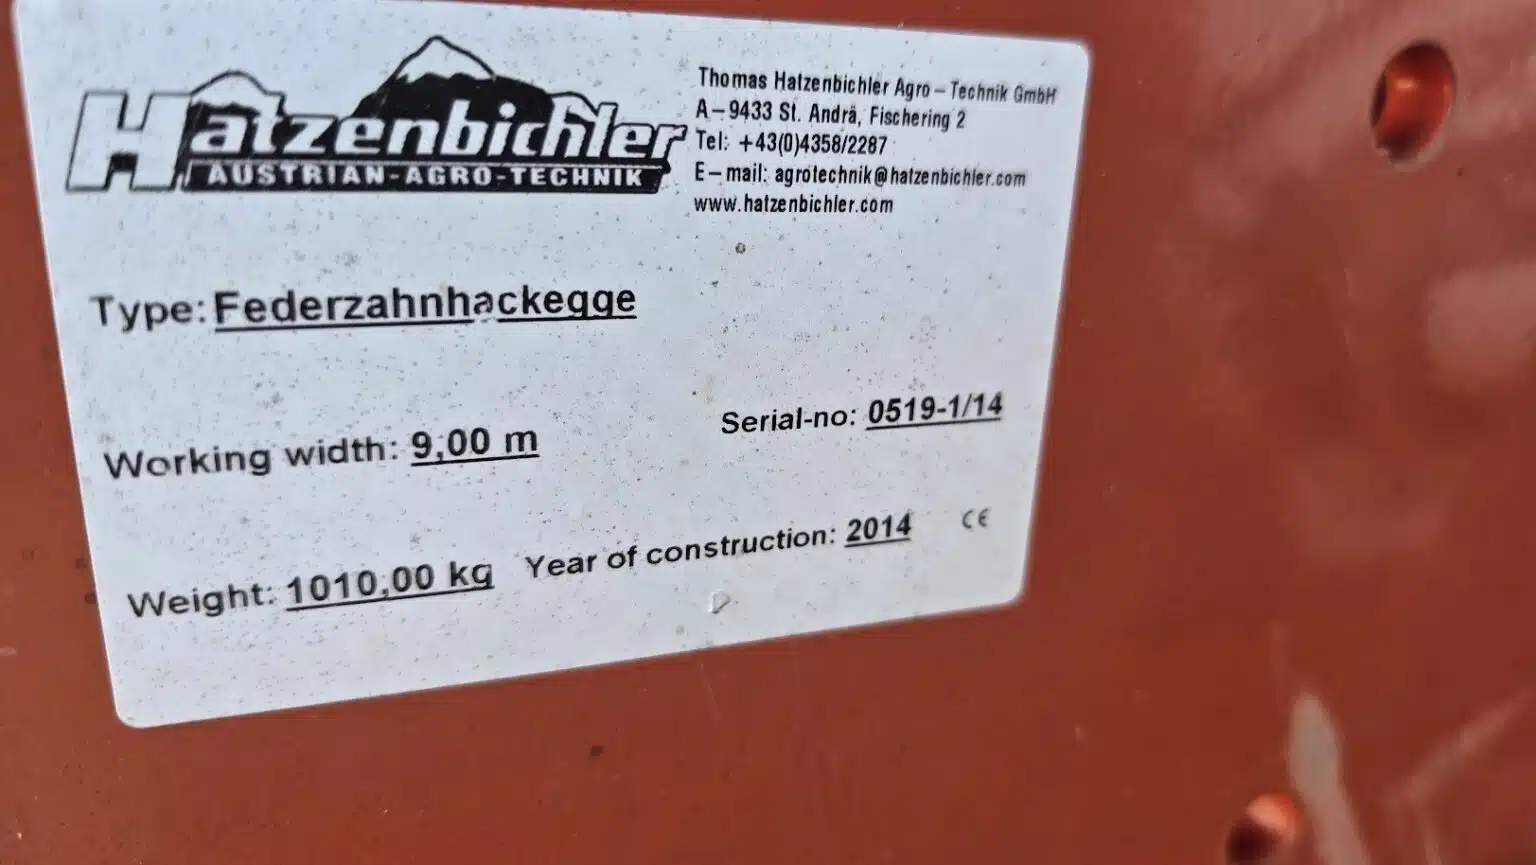 Hatzenbichler
AUSTRIAN-AGRO-TECHNIK
Thomas Hatzenbichler Agro-Technik GmbH
A-9433 St. Andrä, Fischering 2
Tel: +43(0)4358/2287
E-mail: agrotechnik@hatzenbichler.com
www.hatzenbichler.com
Type: Federzahnhackegge
Working width: 9,00 m
Serial-no: 0519-1/14
Weight: 1010,00 kg
Year of construction: 2014
CE